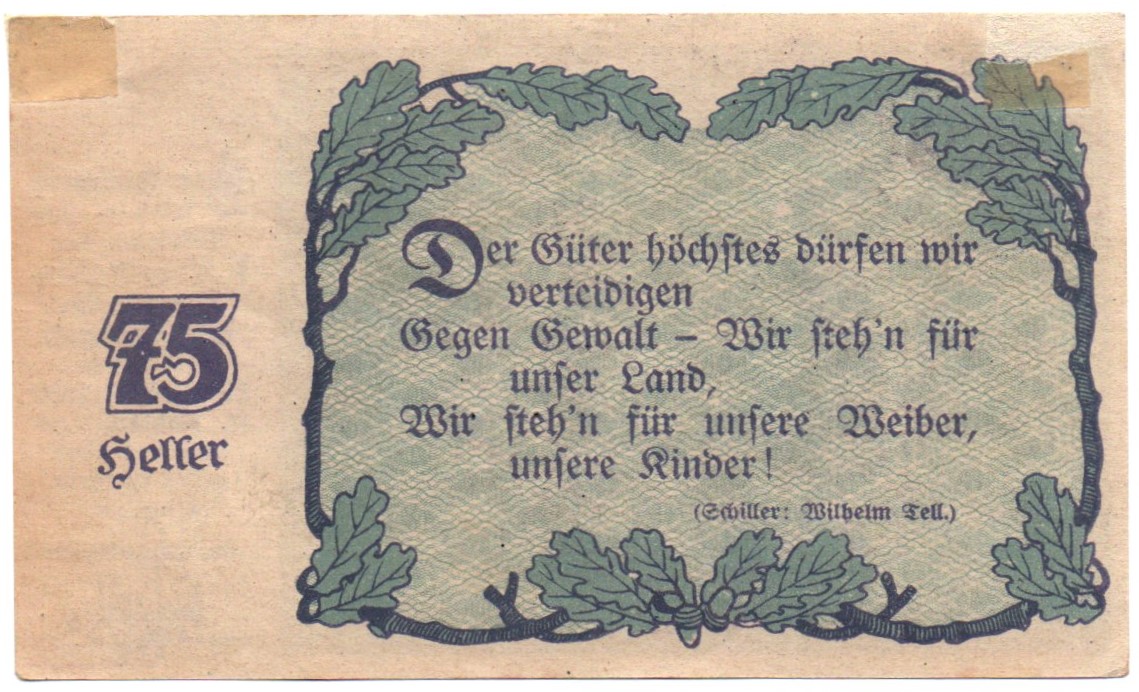 75
Heller
Der Güter höchstes dürfen wir
verteidigen
Gegen Gewalt – Wir steh'n für
unser Land,
Wir steh'n für unsere Weiber,
unsere Kinder!
(Schiller: Wilhelm Tell.)